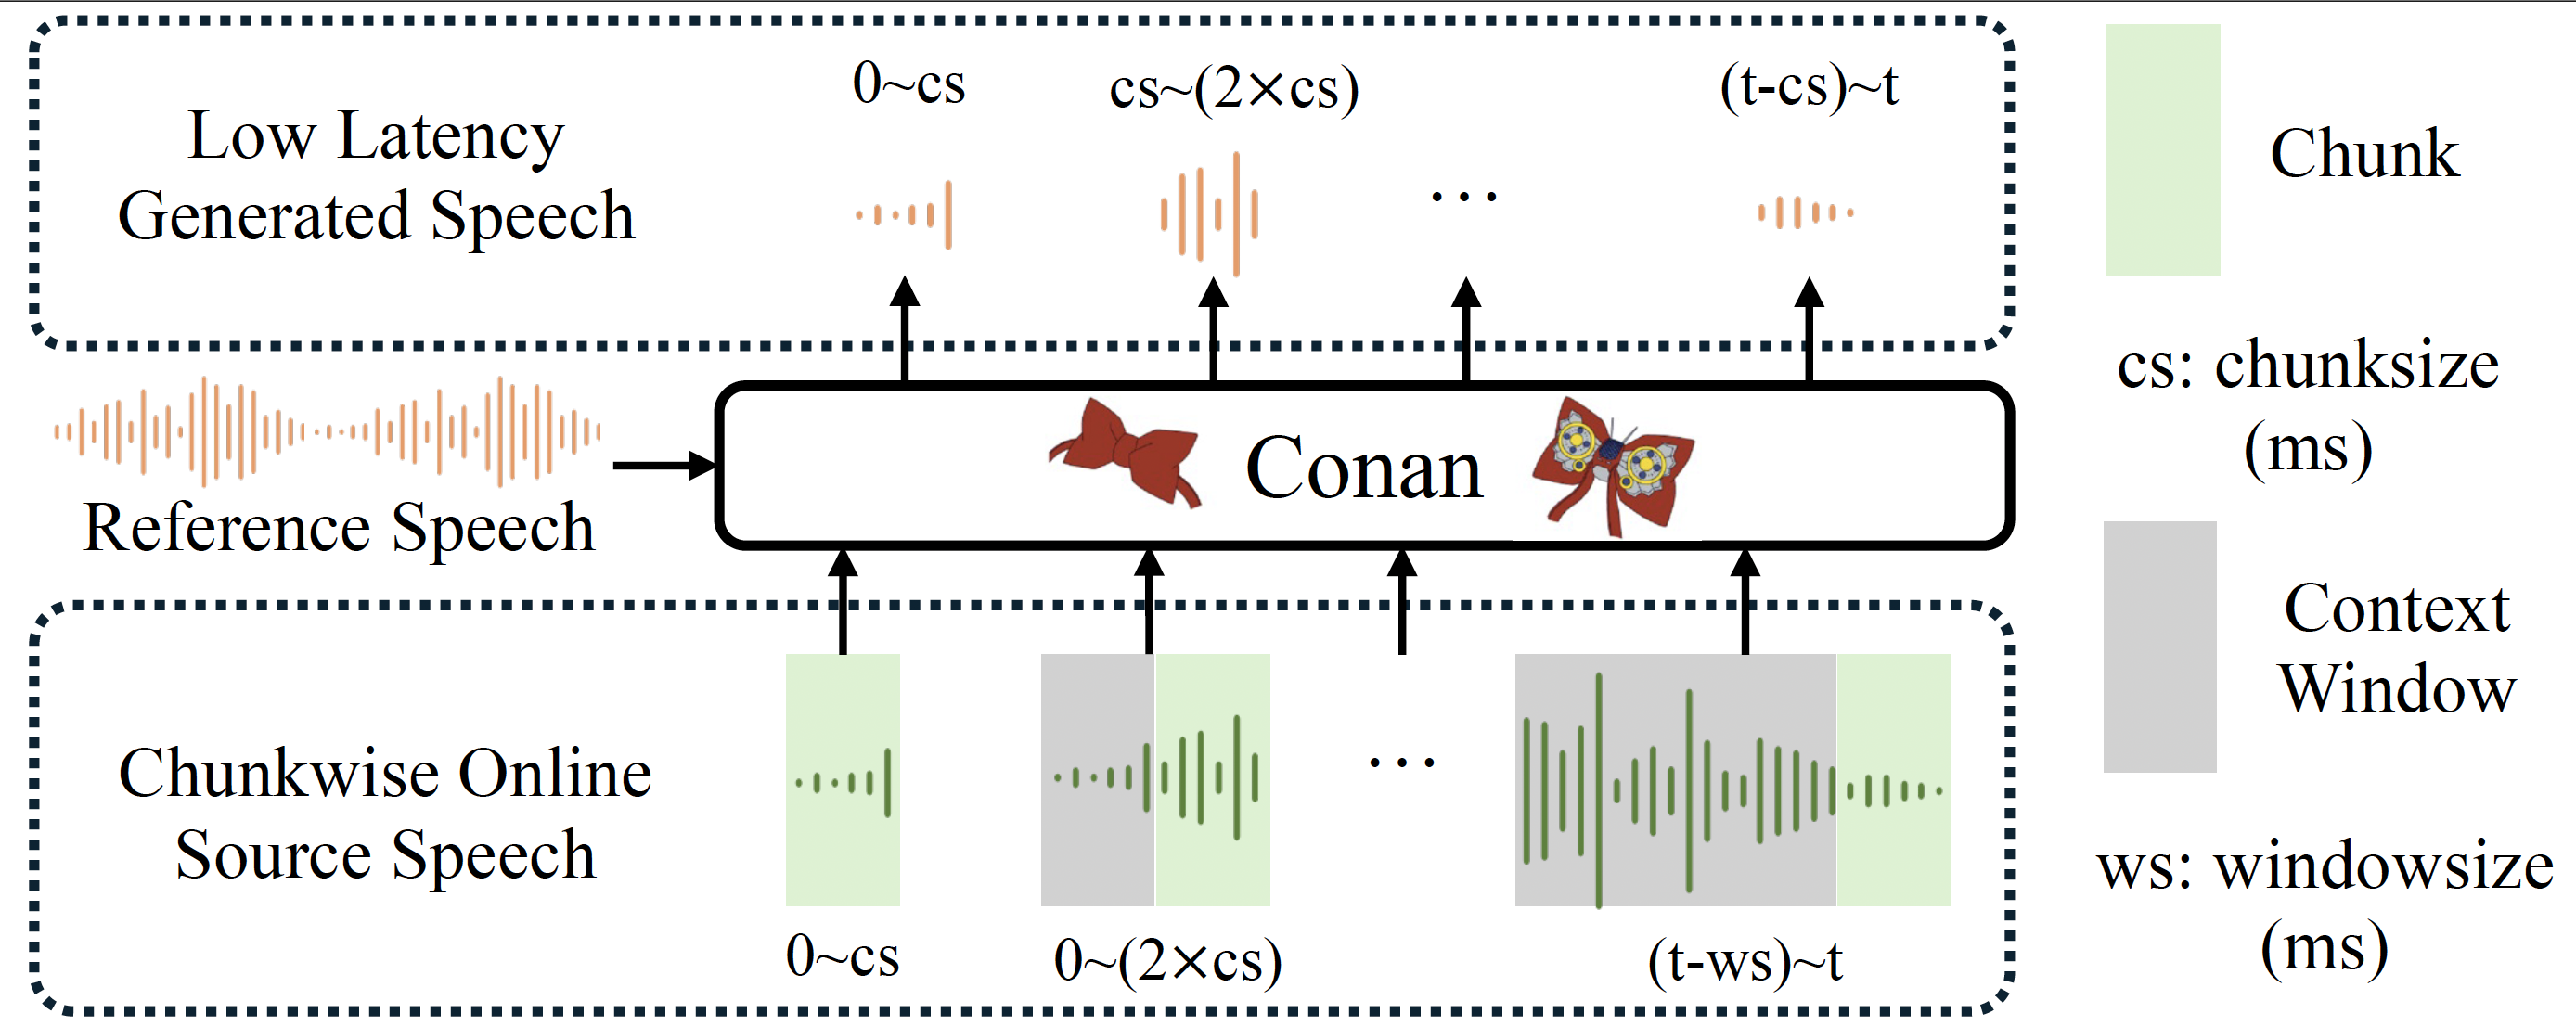 Low Latency
Generated Speech
0~cs
cs~(2×cs)
...
(t-cs)~t
Chunk
cs: chunksize
(ms)
Reference Speech
Conan
Context
Window
ws: windowsize
(ms)
Chunkwise Online
Source Speech
...
0~cs
0~(2×cs)
(t-ws)~t